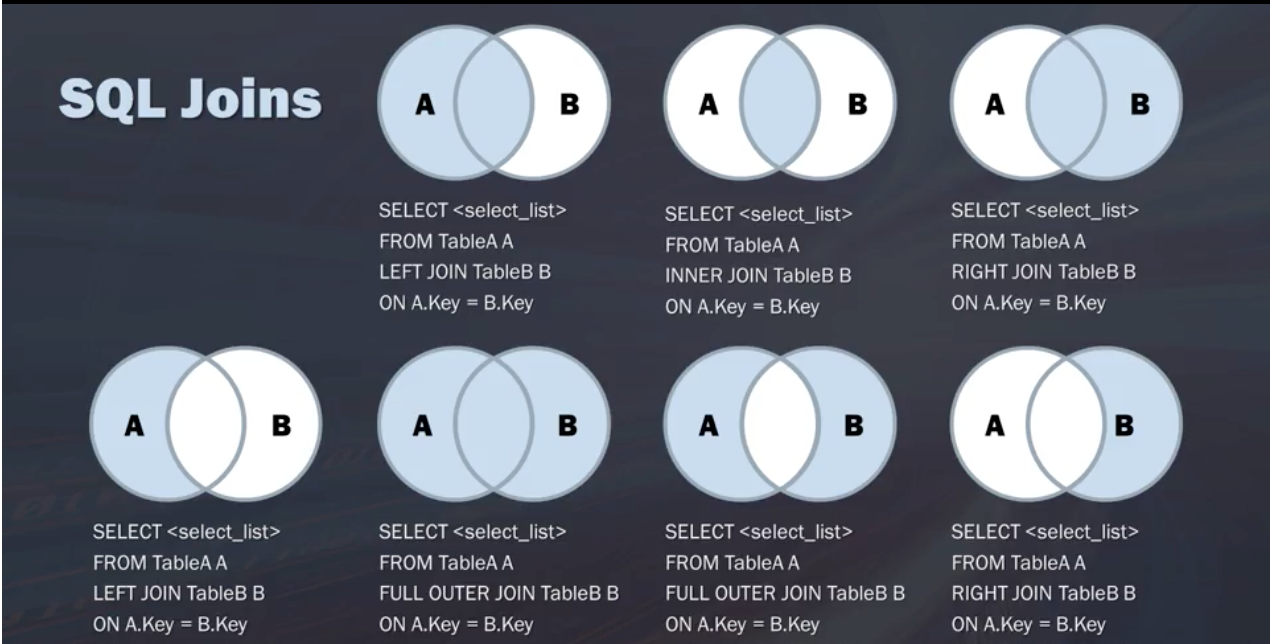 SQL Joins
A B
SELECT <select_list>
FROM TableA A
LEFT JOIN TableB B
ON A.Key = B.Key
A B
SELECT <select_list>
FROM TableA A
INNER JOIN TableB B
ON A.Key = B.Key
A B
SELECT <select_list>
FROM TableA A
RIGHT JOIN TableB B
ON A.Key = B.Key
A B
SELECT <select_list>
FROM TableA A
LEFT JOIN TableB B
ON A.Key = B.Key
A B
SELECT <select_list>
FROM TableA A
FULL OUTER JOIN TableB B
ON A.Key = B.Key
A B
SELECT <select_list>
FROM TableA A
FULL OUTER JOIN TableB B
ON A.Key = B.Key
A B
SELECT <select_list>
FROM TableA A
RIGHT JOIN TableB B
ON A.Key = B.Key